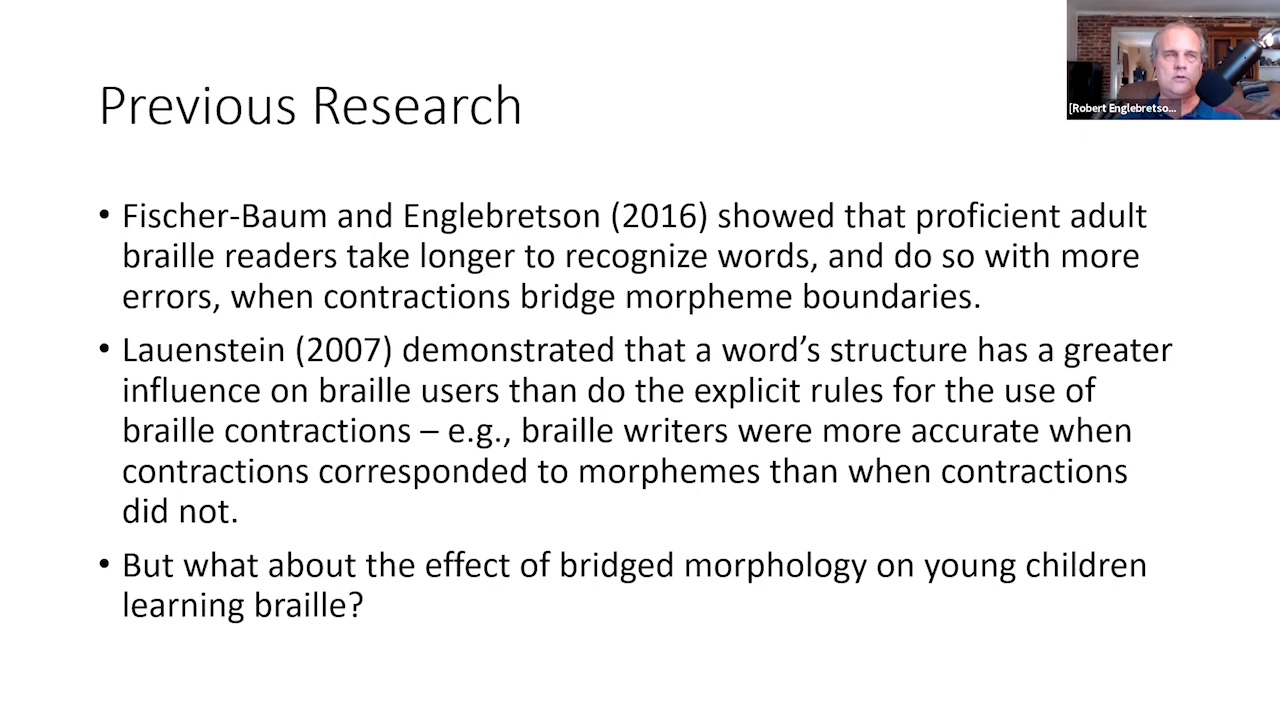 Previous Research
[Robert Englebretso...
• Fischer-Baum and Englebretson (2016) showed that proficient adult
braille readers take longer to recognize words, and do so with more
errors, when contractions bridge morpheme boundaries.
• Lauenstein (2007) demonstrated that a word’s structure has a greater
influence on braille users than do the explicit rules for the use of
braille contractions – e.g., braille writers were more accurate when
contractions corresponded to morphemes than when contractions
did not.
• But what about the effect of bridged morphology on young children
learning braille?